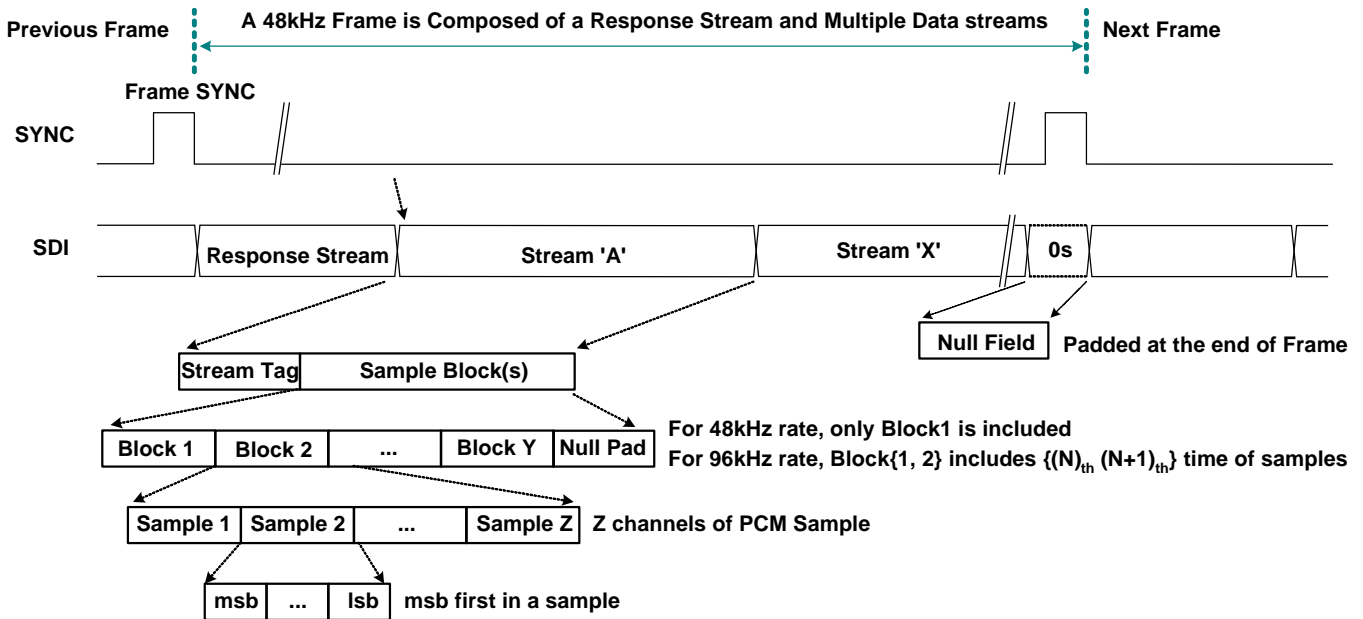 A 48kHz Frame is Composed of a Response Stream and Multiple Data streams
Previous Frame
Next Frame
Frame SYNC
SYNC
SDI
Response Stream
Stream 'A'
Stream 'X'
0s
Null Field
Padded at the end of Frame
Stream Tag
Sample Block(s)
Block 1
Block 2
...
Block Y
Null Pad
For 48kHz rate, only Block1 is included
For 96kHz rate, Block{1, 2} includes {(N)th (N+1)th} time of samples
Sample 1
Sample 2
...
Sample Z
Z channels of PCM Sample
msb
...
lsb
msb first in a sample